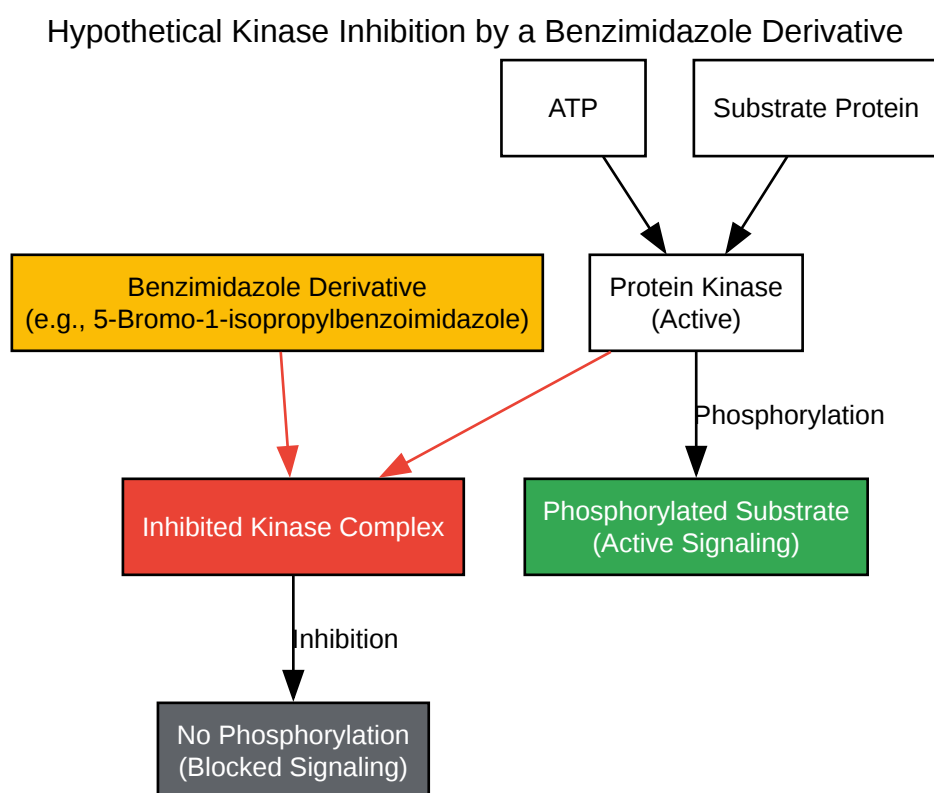 Hypothetical Kinase Inhibition by a Benzimidazole Derivative
ATP
Substrate Protein
Benzimidazole Derivative
(e.g., 5-Bromo-1-isopropylbenzoimidazole)
Protein Kinase
(Active)
Phosphorylation
Inhibited Kinase Complex
Phosphorylated Substrate
(Active Signaling)
Inhibition
No Phosphorylation
(Blocked Signaling)